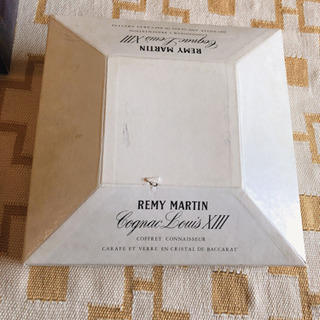 REMY MARTIN
Cognac Louis XIII
COFFRET CONNAISSEUR
CARAFE ET VERRE EN CRISTAL DE BACCARAT
REMY MARTIN
Cognac Louis XIII